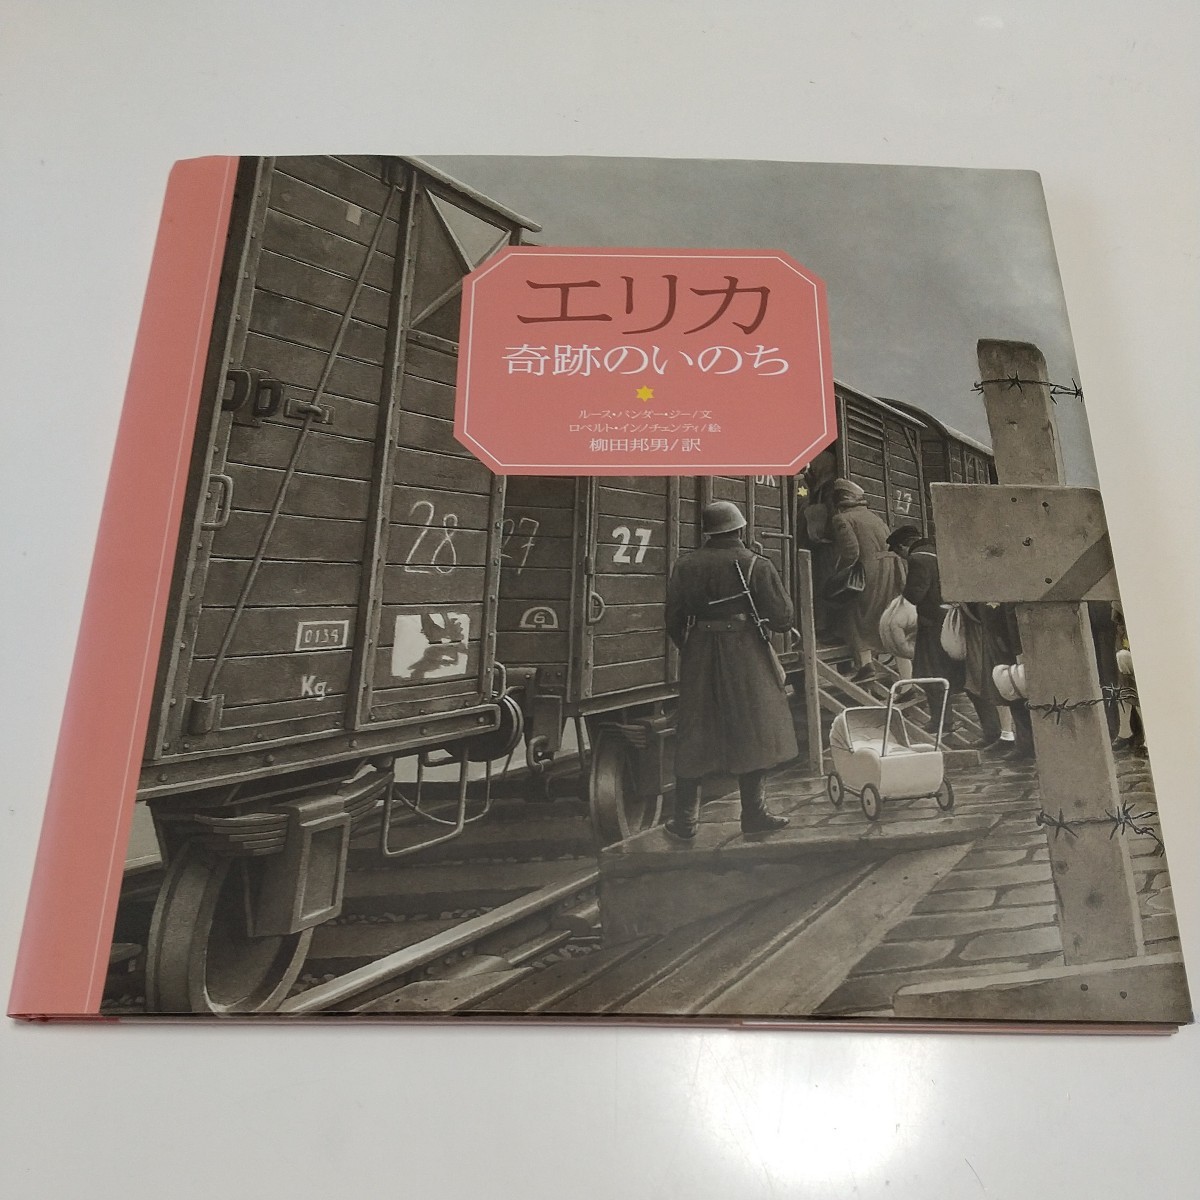 エリカ
奇跡のいのち
ルース・バンダー・ジー/文
ロベルト・インノチェンティ/絵
柳田邦男/訳
28
27
27
27
0134
Kg.
G